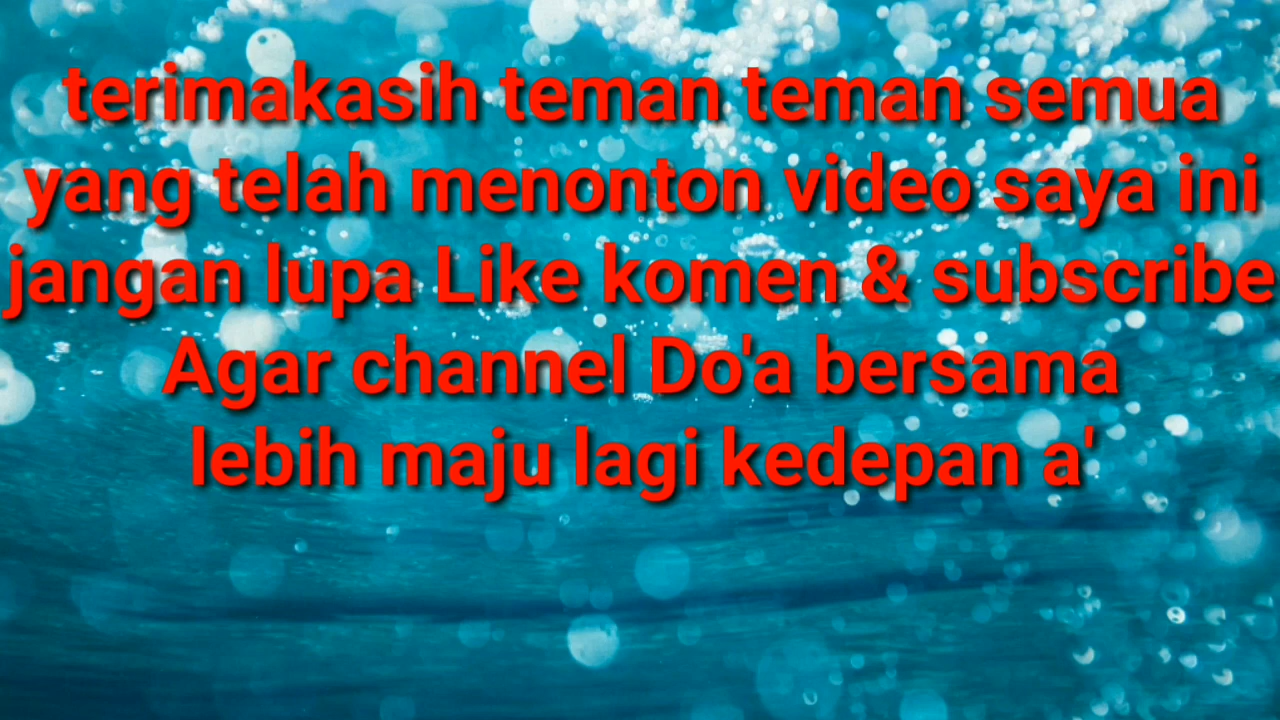 terimakasih teman teman semua
yang telah menonton video saya ini
jangan lupa Like komen & subscribe
Agar channel Do'a bersama
lebih maju lagi kedepan a'